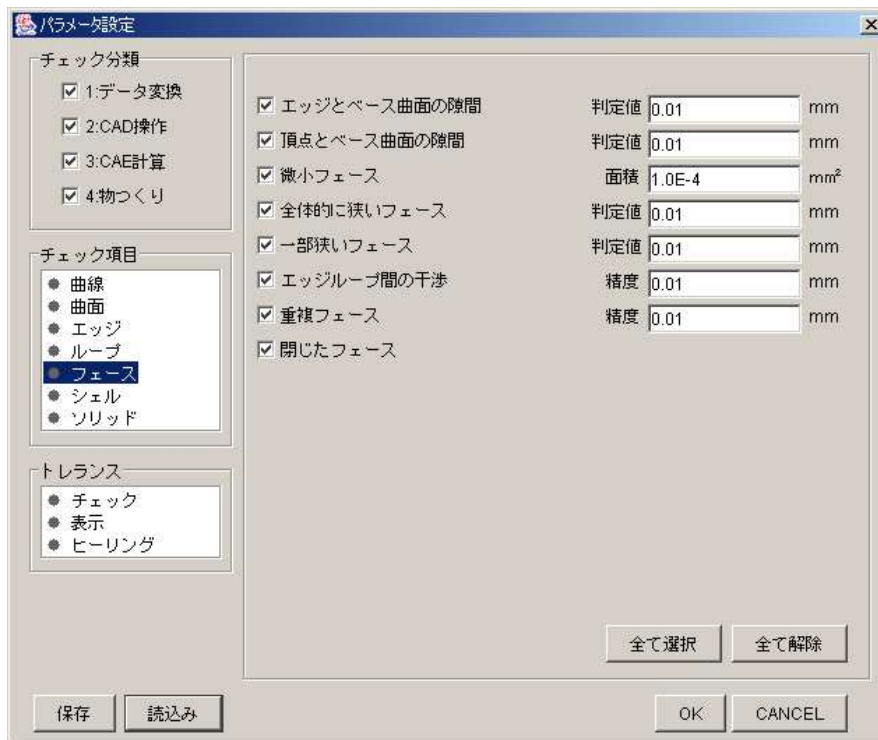 パラメータ設定
チェック分類
1:データ変換
2:CAD操作
3:CAE計算
4:物つくり
チェック項目
曲線
曲面
エッジ
ループ
フェース
シェル
ソリッド
トレランス
チェック
表示
ヒーリング
エッジとベース曲面の隙間 判定値 0.01 mm
頂点とベース曲面の隙間 判定値 0.01 mm
微小フェース 面積 1.0E-4 mm²
全体的に狭いフェース 判定値 0.01 mm
一部狭いフェース 判定値 0.01 mm
エッジループ間の干渉 精度 0.01 mm
重複フェース 精度 0.01 mm
閉じたフェース
全て選択 全て解除
保存 読込み OK CANCEL